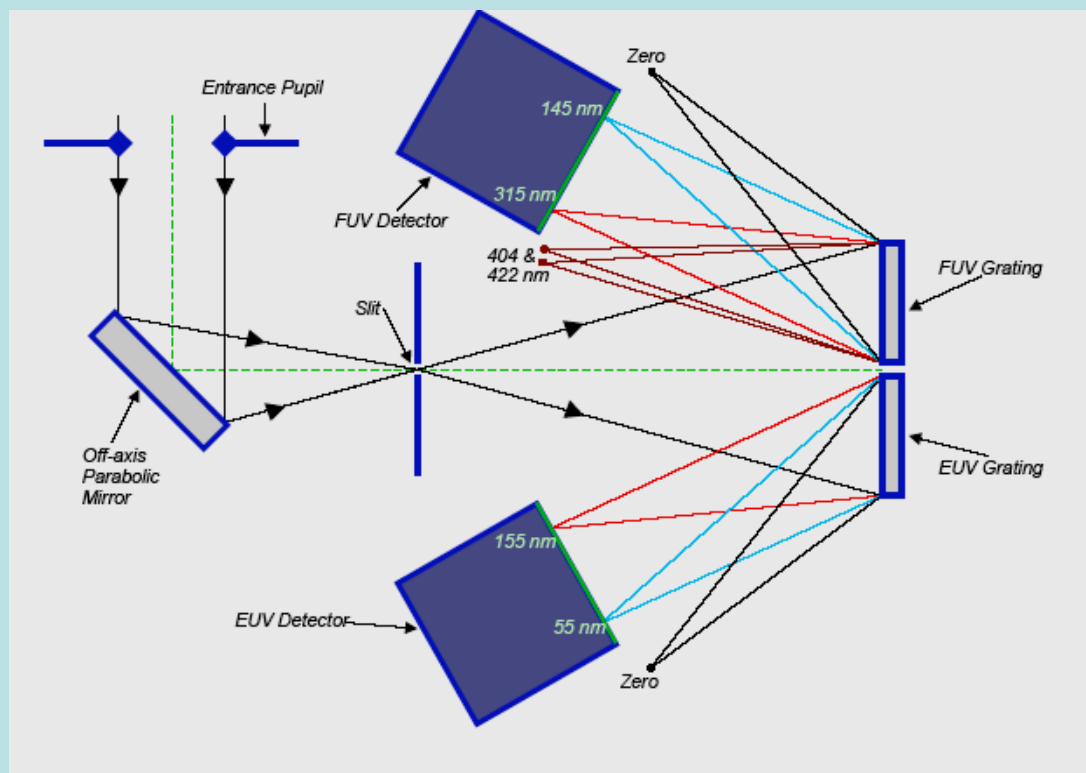 Zero
Entrance Pupil
145 nm
315 nm
FUV Detector
404 &
422 nm
FUV Grating
Slit
Off-axis
Parabolic
Mirror
EUV Grating
155 nm
EUV Detector
55 nm
Zero